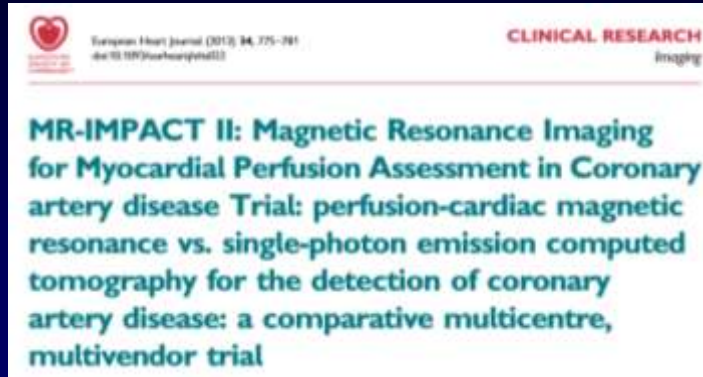 European Heart Journal (2013) 34, 775–781
CLINICAL RESEARCH
Imaging
MR-IMPACT II: Magnetic Resonance Imaging
for Myocardial Perfusion Assessment in Coronary
artery disease Trial: perfusion-cardiac magnetic
resonance vs. single-photon emission computed
tomography for the detection of coronary
artery disease: a comparative multicentre,
multivendor trial